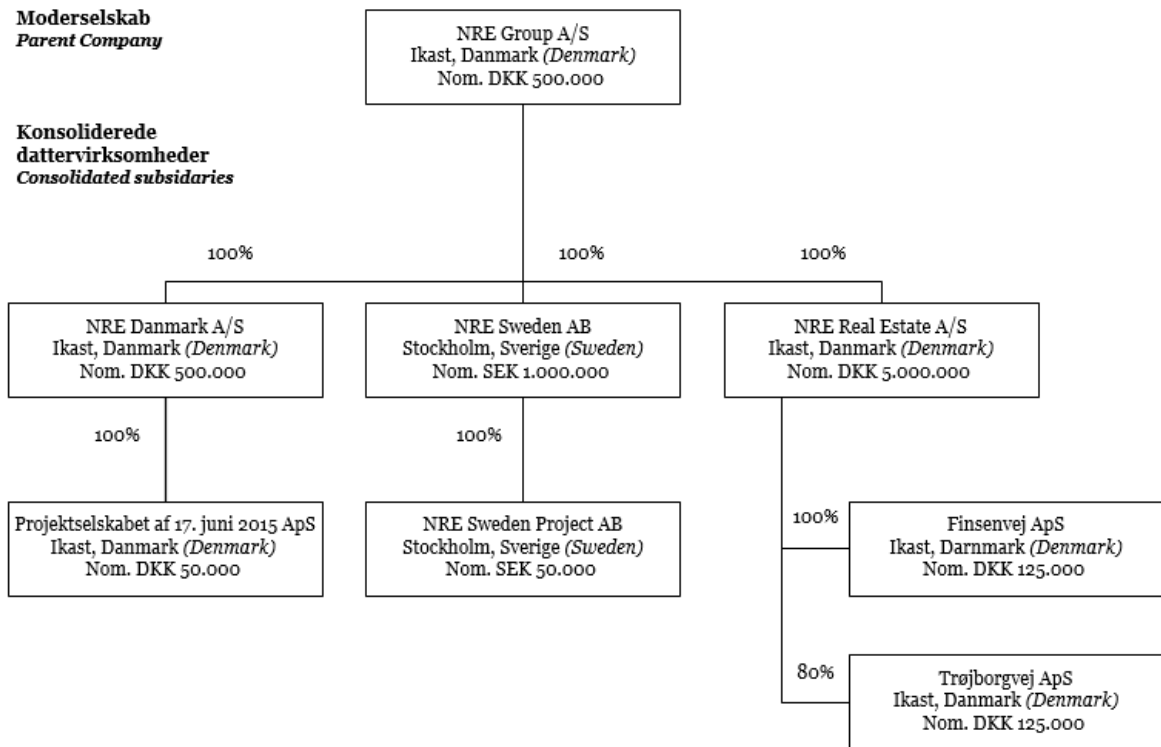 Moderselskab
Parent Company
NRE Group A/S
Ikast, Danmark (Denmark)
Nom. DKK 500.000
Konsoliderede
dattervirksomheder
Consolidated subsidaries
100%
100%
100%
NRE Danmark A/S
Ikast, Danmark (Denmark)
Nom. DKK 500.000
NRE Sweden AB
Stockholm, Sverige (Sweden)
Nom. SEK 1.000.000
NRE Real Estate A/S
Ikast, Danmark (Denmark)
Nom. DKK 5.000.000
100%
100%
Projektselskabet af 17. juni 2015 ApS
Ikast, Danmark (Denmark)
Nom. DKK 50.000
NRE Sweden Project AB
Stockholm, Sverige (Sweden)
Nom. SEK 50.000
100%
Finsenvej ApS
Ikast, Darnmark (Denmark)
Nom. DKK 125.000
80%
Trøjborgvej ApS
Ikast, Danmark (Denmark)
Nom. DKK 125.000